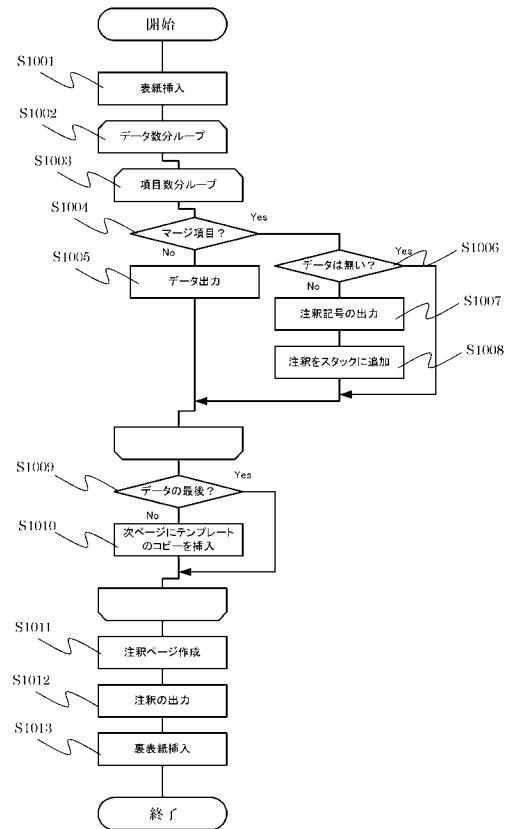 開始
S1001
表紙挿入
S1002
データ数分ループ
S1003
項目数分ループ
S1004
マージ項目?
Yes
No
S1005
データ出力
データは無い?
Yes
S1006
No
注釈記号の出力
S1007
注釈をスタックに追加
S1008
S1009
データの最後?
Yes
No
S1010
次ページにテンプレート
のコピーを挿入
S1011
注釈ページ作成
S1012
注釈の出力
S1013
裏表紙挿入
終了